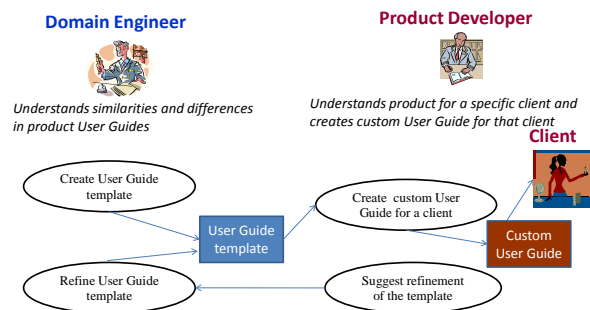 Domain Engineer
Understands similarities and differences
in product User Guides
Product Developer
Understands product for a specific client and
creates custom User Guide for that client
Client
Create User Guide
template
User Guide
template
Refine User Guide
template
Create custom User
Guide for a client
Custom
User Guide
Suggest refinement
of the template